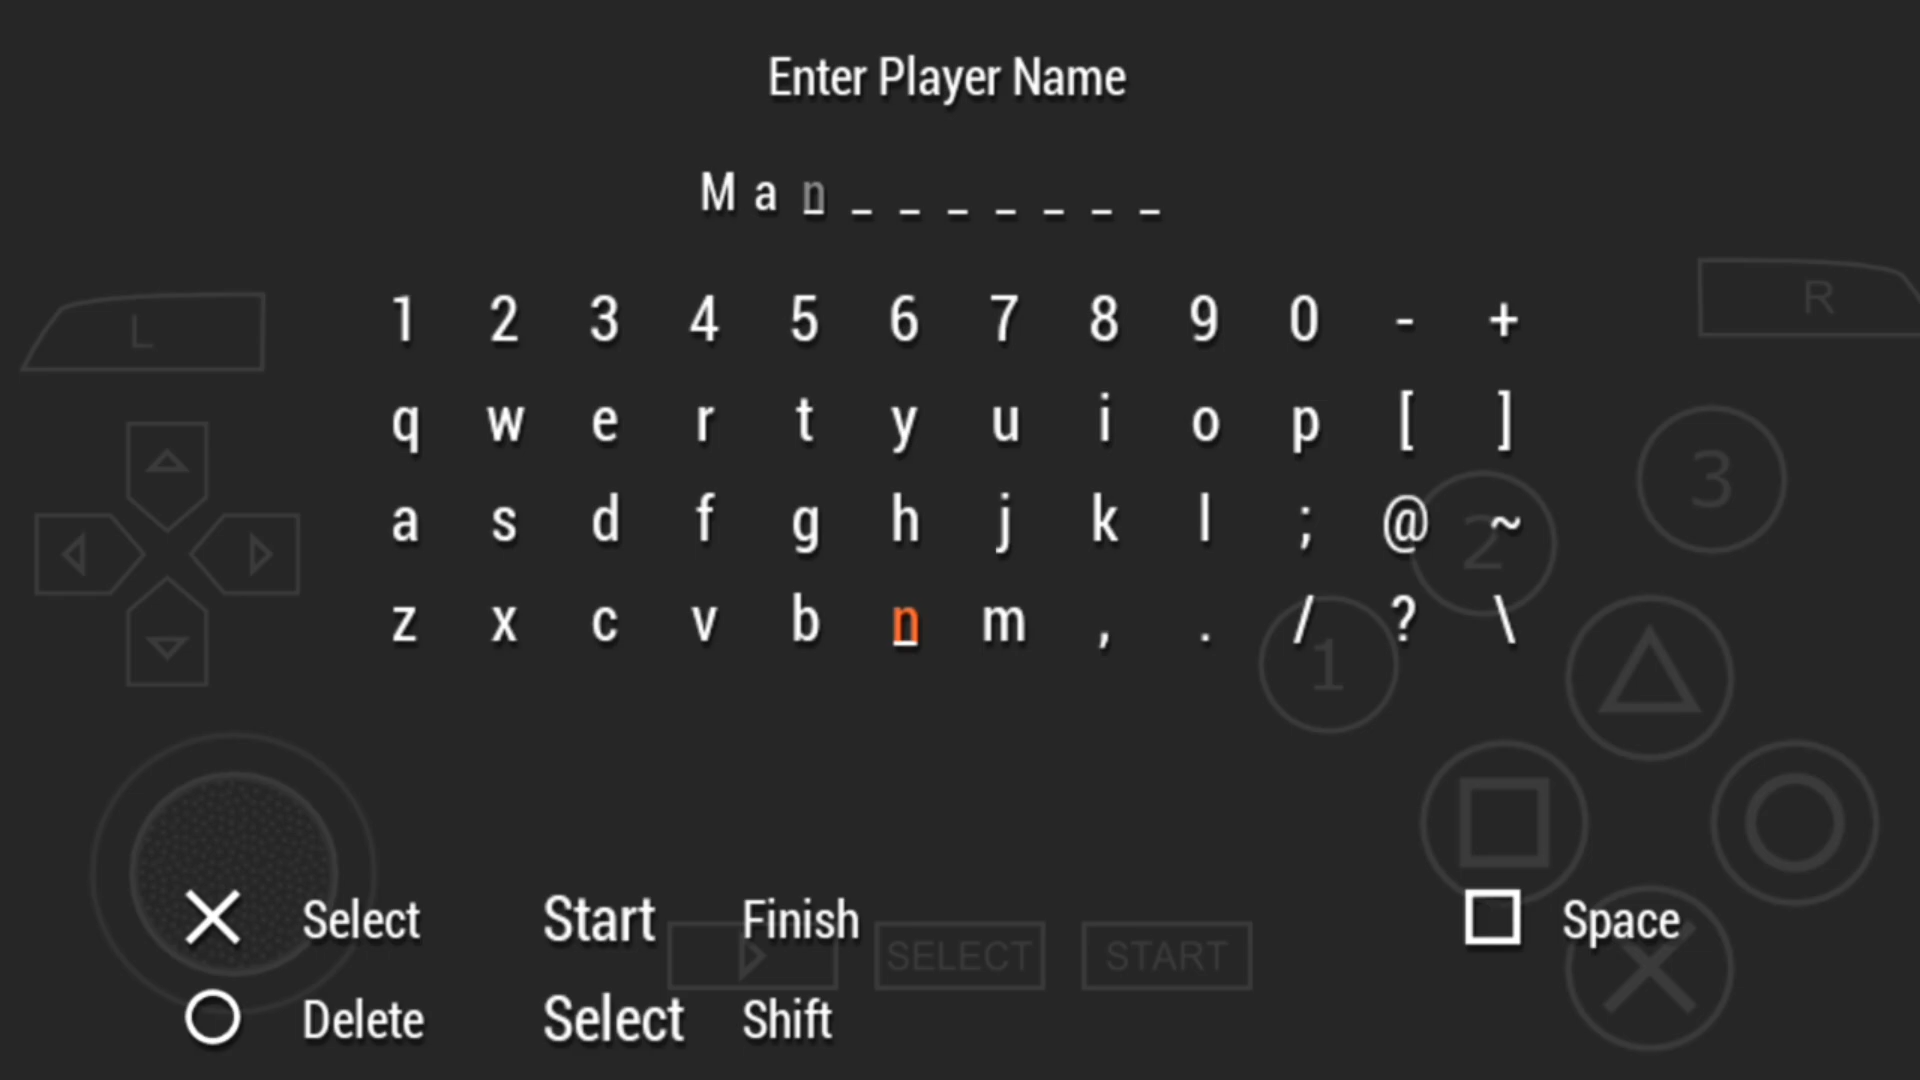 Enter Player Name
M a n _ _ _ _ _ _ _
L
R
1 2 3 4 5 6 7 8 9 0 - +
q w e r t y u i o p [ ]
a s d f g h j k l ; @ ~
z x c v b n m , . / ? \
3
2
1
Select Start Finish Space
SELECT START
Delete Select Shift